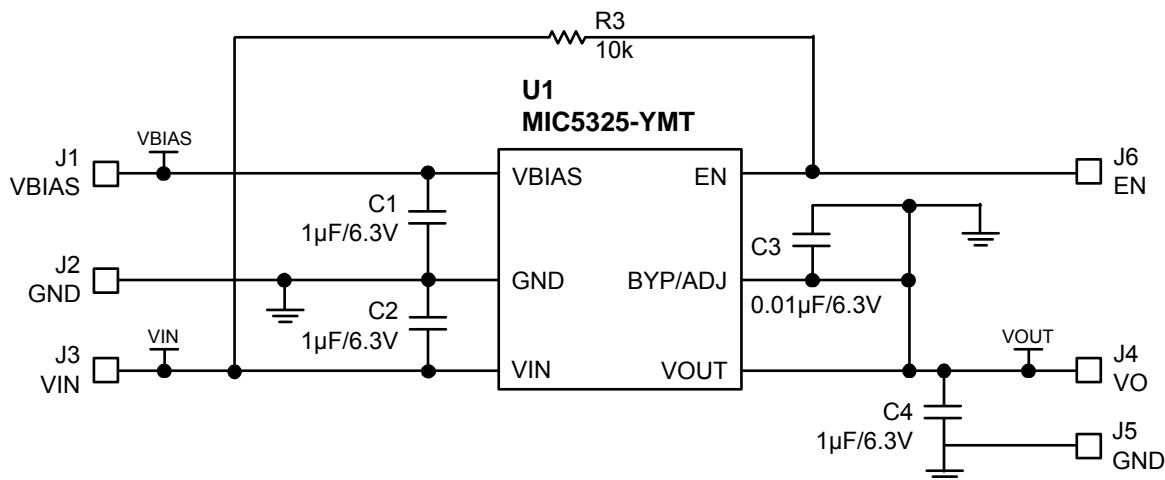 R3
10k
U1
MIC5325-YMT
VBIAS
J1
VBIAS
VBIAS
EN
J6
EN
C1
1µF/6.3V
C3
J2
GND
GND
BYP/ADJ
0.01µF/6.3V
C2
1µF/6.3V
VIN
VOUT
J3
VIN
VIN
VOUT
J4
VO
C4
1µF/6.3V
J5
GND